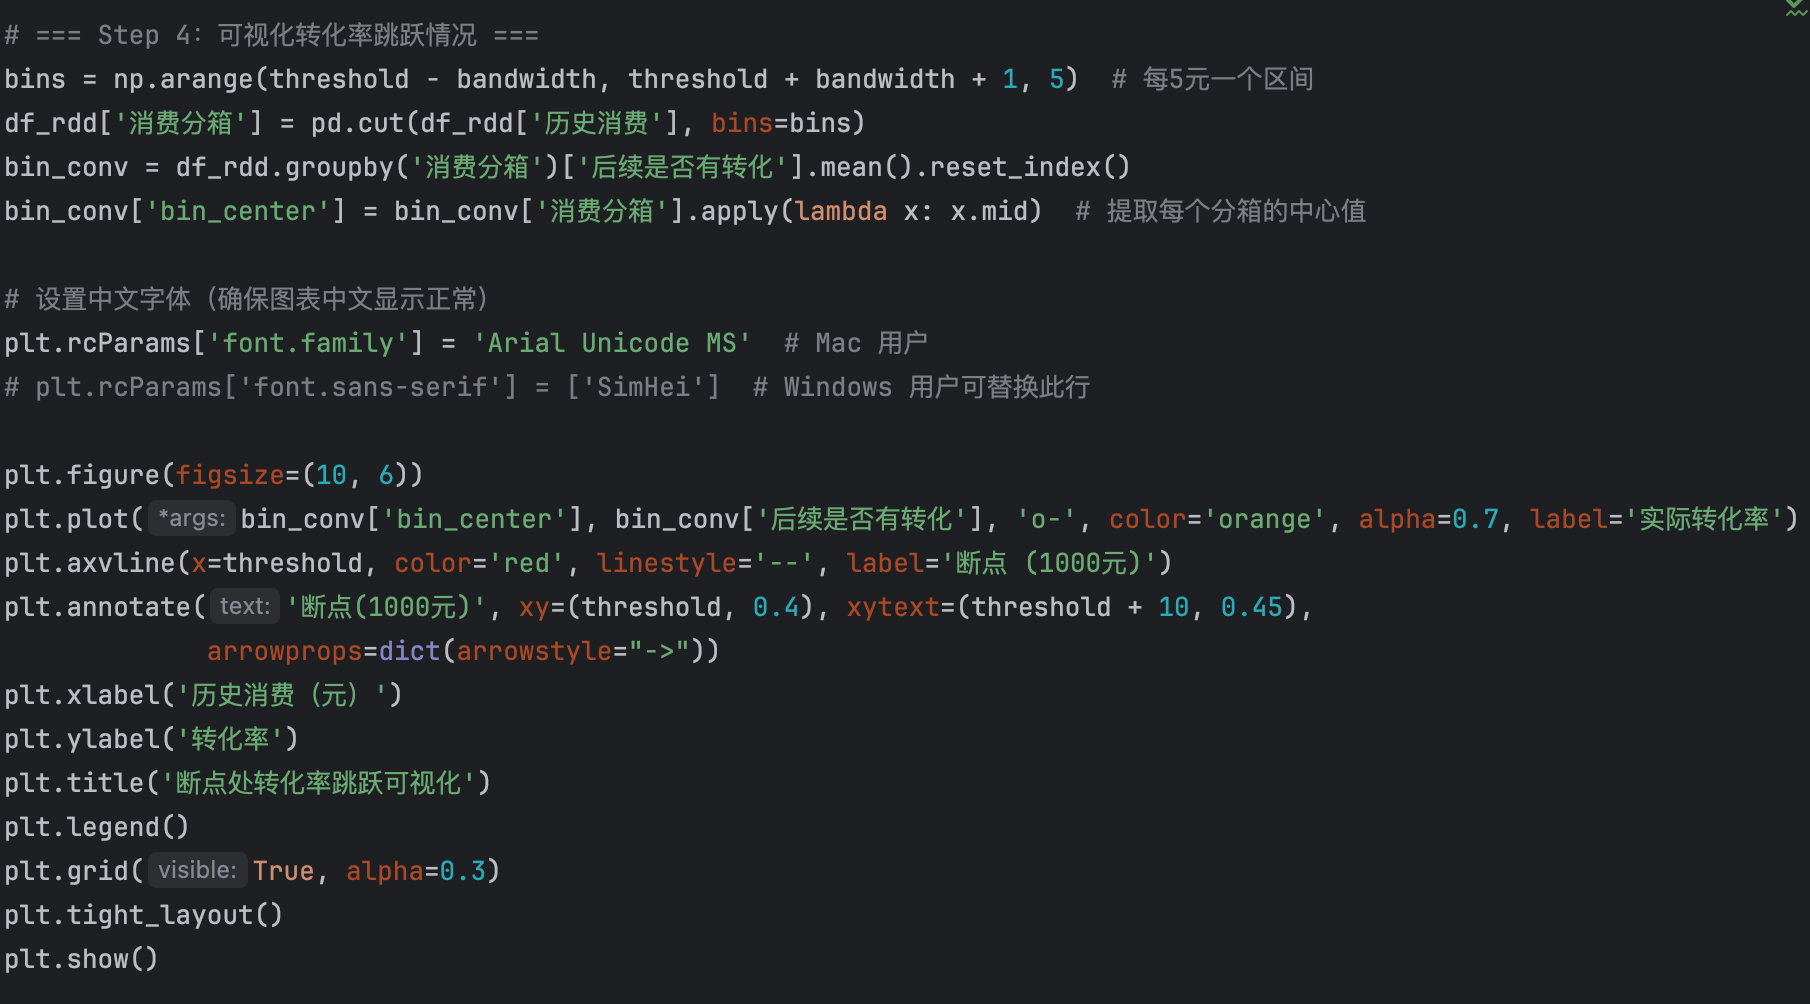 # === Step 4: 可视化转化率跳跃情况 ===
bins = np.arange(threshold - bandwidth, threshold + bandwidth + 1, 5)  # 每5元一个区间
df_rdd['消费分箱'] = pd.cut(df_rdd['历史消费'], bins=bins)
bin_conv = df_rdd.groupby('消费分箱')['后续是否有转化'].mean().reset_index()
bin_conv['bin_center'] = bin_conv['消费分箱'].apply(lambda x: x.mid)  # 提取每个分箱的中心值
# 设置中文字体（确保图表中文显示正常）
plt.rcParams['font.family'] = 'Arial Unicode MS'  # Mac 用户
# plt.rcParams['font.sans-serif'] = ['SimHei']  # Windows 用户可替换此行
plt.figure(figsize=(10, 6))
plt.plot( *args: bin_conv['bin_center'], bin_conv['后续是否有转化'], 'o-', color='orange', alpha=0.7, label='实际转化率')
plt.axvline(x=threshold, color='red', linestyle='--', label='断点 (1000元)')
plt.annotate( text: '断点(1000元)', xy=(threshold, 0.4), xytext=(threshold + 10, 0.45),
             arrowprops=dict(arrowstyle="->"))
plt.xlabel('历史消费（元）')
plt.ylabel('转化率')
plt.title('断点处转化率跳跃可视化')
plt.legend()
plt.grid( visible: True, alpha=0.3)
plt.tight_layout()
plt.show()